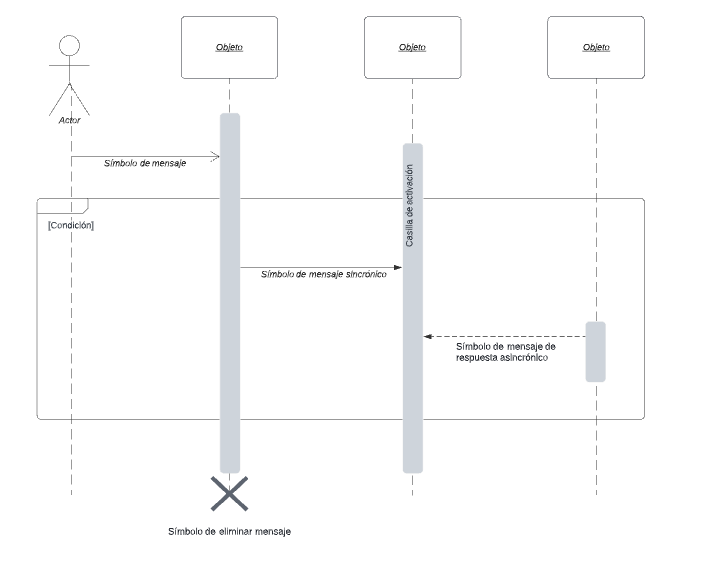 Objeto
Objeto
Objeto
Actor
Símbolo de mensaje
Casilla de activación
[Condición]
Símbolo de mensaje sincrónico
Símbolo de mensaje de
respuesta asincrónico
Símbolo de eliminar mensaje